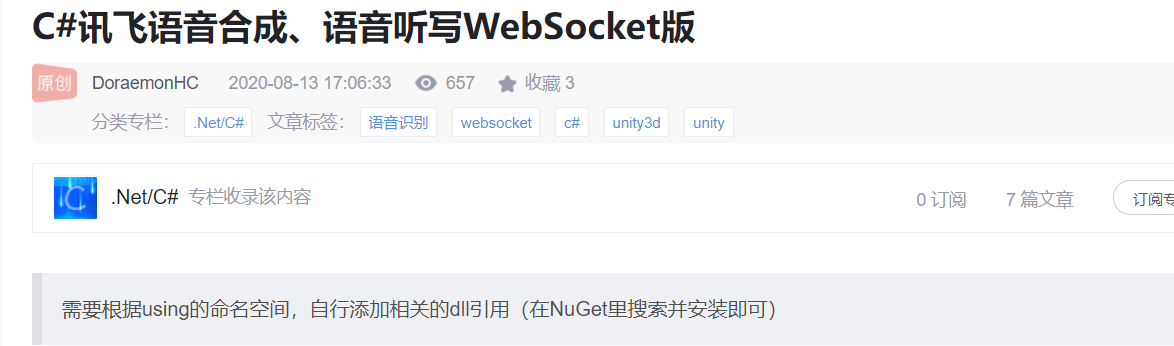 C#讯飞语音合成、语音听写WebSocket版
原创 DoraemonHC 2020-08-13 17:06:33 657 收藏 3
分类专栏： .Net/C# 文章标签： 语音识别 websocket c# unity3d unity
.Net/C# 专栏收录该内容 0 订阅 7 篇文章 订阅专
需要根据using的命名空间，自行添加相关的dll引用（在NuGet里搜索并安装即可）